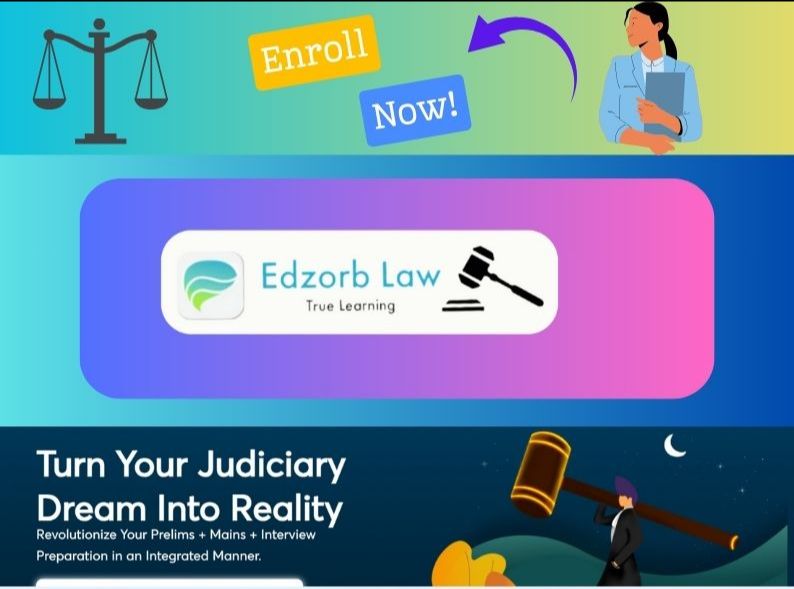 Enroll
Now!
Edzorb Law
True Learning
Turn Your Judiciary
Dream Into Reality
Revolutionize Your Prelims + Mains + Interview
Preparation in an Integrated Manner.